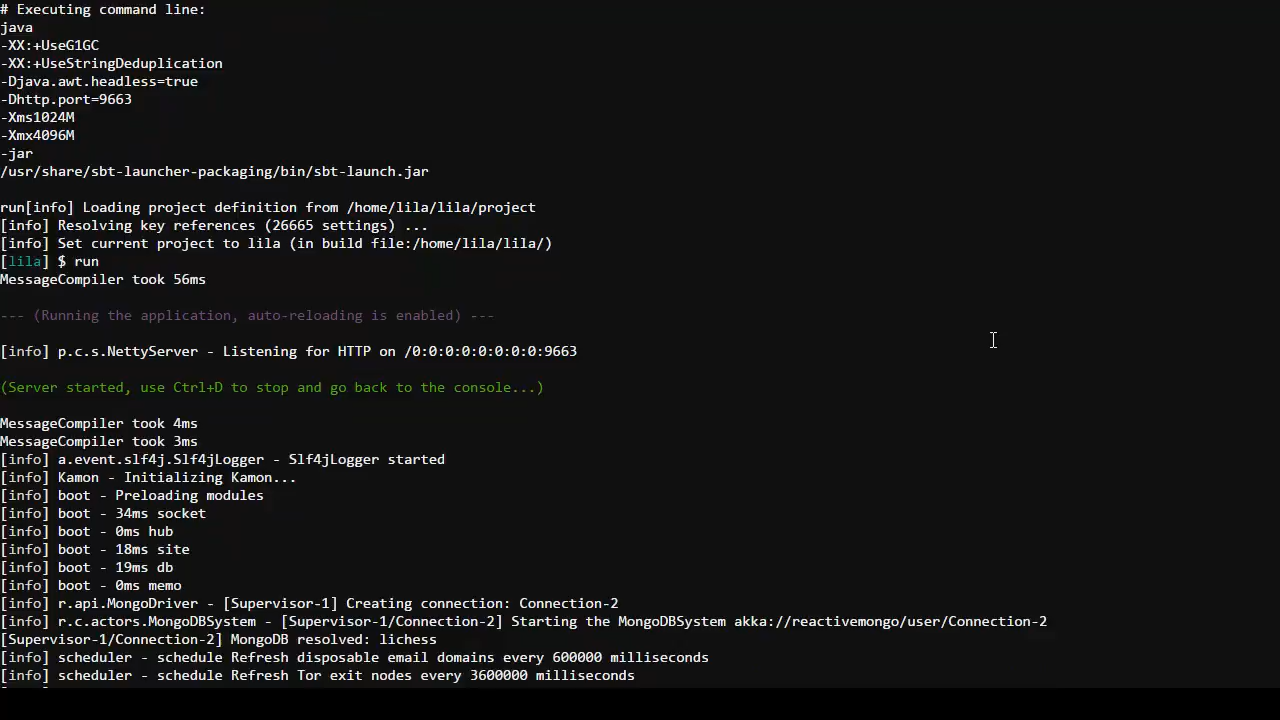 # Executing command line:
java
-XX:+UseG1GC
-XX:+UseStringDeduplication
-Djava.awt.headless=true
-Dhttp.port=9663
-Xms1024M
-Xmx4096M
-jar
/usr/share/sbt-launcher-packaging/bin/sbt-launch.jar
run[info] Loading project definition from /home/lila/lila/project
[info] Resolving key references (26665 settings) ...
[info] Set current project to lila (in build file:/home/lila/lila/)
[lila] $ run
MessageCompiler took 56ms
--- (Running the application, auto-reloading is enabled) ---
[info] p.c.s.NettyServer - Listening for HTTP on /0:0:0:0:0:0:0:0:9663
(Server started, use Ctrl+D to stop and go back to the console...)
MessageCompiler took 4ms
MessageCompiler took 3ms
[info] a.event.slf4j.Slf4jLogger - Slf4jLogger started
[info] Kamon - Initializing Kamon...
[info] boot - Preloading modules
[info] boot - 34ms socket
[info] boot - 0ms hub
[info] boot - 18ms site
[info] boot - 19ms db
[info] boot - 0ms memo
[info] r.api.MongoDriver - [Supervisor-1] Creating connection: Connection-2
[info] r.c.actors.MongoDBSystem - [Supervisor-1/Connection-2] Starting the MongoDBSystem akka://reactivemongo/user/Connection-2
[Supervisor-1/Connection-2] MongoDB resolved: lichess
[info] scheduler - schedule Refresh disposable email domains every 600000 milliseconds
[info] scheduler - schedule Refresh Tor exit nodes every 3600000 milliseconds